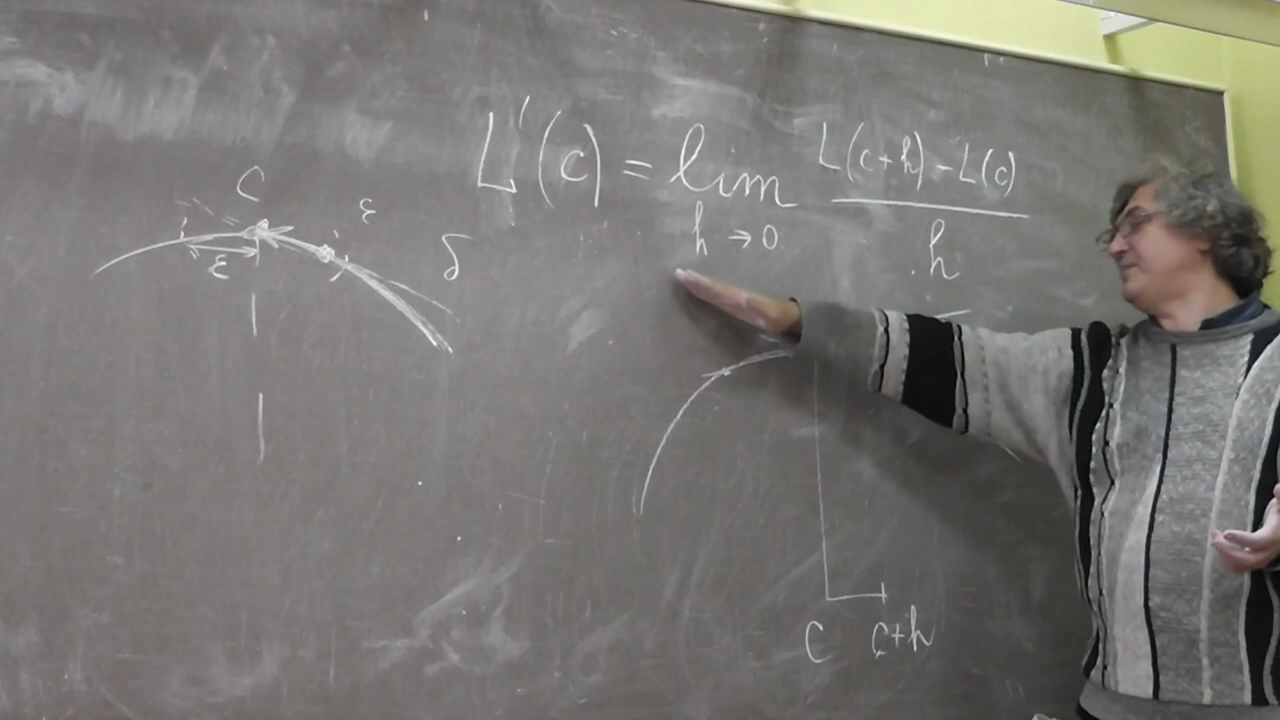 L'(c) = lim L(c+h) - L(c)
h → 0 h
C
ε
δ
ε
C c+h